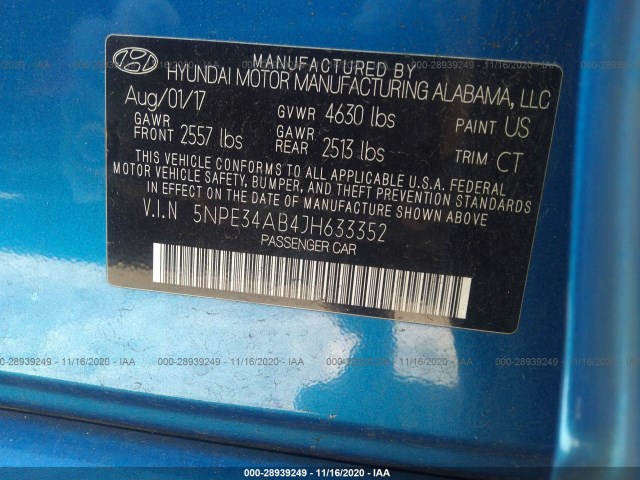 MANUFACTURED BY
HYUNDAI MOTOR MANUFACTURING ALABAMA, LLC
Aug/01/17 GVWR 4630 lbs PAINT US
GAWR FRONT 2557 lbs GAWR REAR 2513 lbs TRIM CT
THIS VEHICLE CONFORMS TO ALL APPLICABLE U.S.A. FEDERAL
MOTOR VEHICLE SAFETY, BUMPER, AND THEFT PREVENTION STANDARDS
IN EFFECT ON THE DATE OF MANUFACTURE SHOWN ABOVE.
V.I.N 5NPE34AB4JH633352
PASSENGER CAR
000-28939249 - 11/16/2020 - IAA